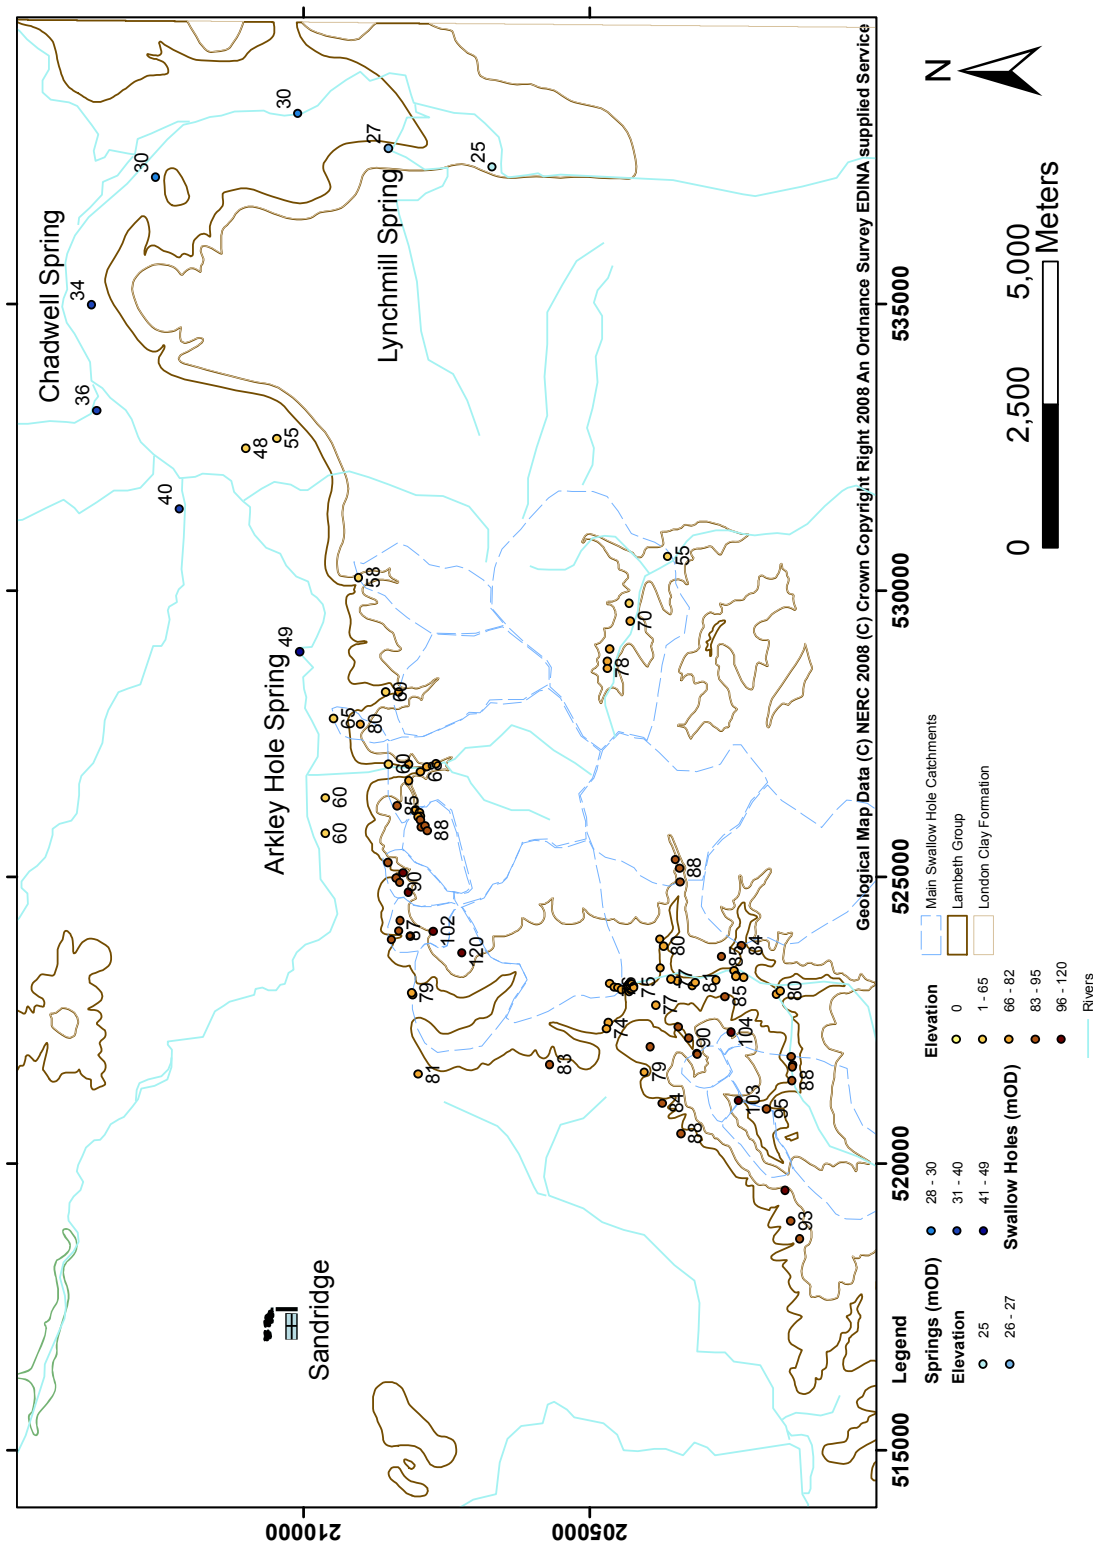 Chadwell Spring
Arkley Hole Spring
Lynchmill Spring
Sandridge
30
30
27
25
34
36
40
48
55
49
58
60
65
80
60
60
60
85
88
90
97
102
120
79
81
83
74
75
77
77
80
81
85
85
84
80
88
79
84
88
90
104
103
95
88
93
55
70
78
210000
205000
515000
520000
525000
530000
535000
Geological Map Data (C) NERC 2008 (C) Crown Copyright Right 2008 An Ordnance Survey EDINA supplied Service
N
0 2,500 5,000
Meters
Legend
Springs (mOD)
Elevation
25
26 - 27
28 - 30
31 - 40
41 - 49
Swallow Holes (mOD)
Elevation
0
1 - 65
66 - 82
83 - 95
96 - 120
Rivers
Main Swallow Hole Catchments
Lambeth Group
London Clay Formation